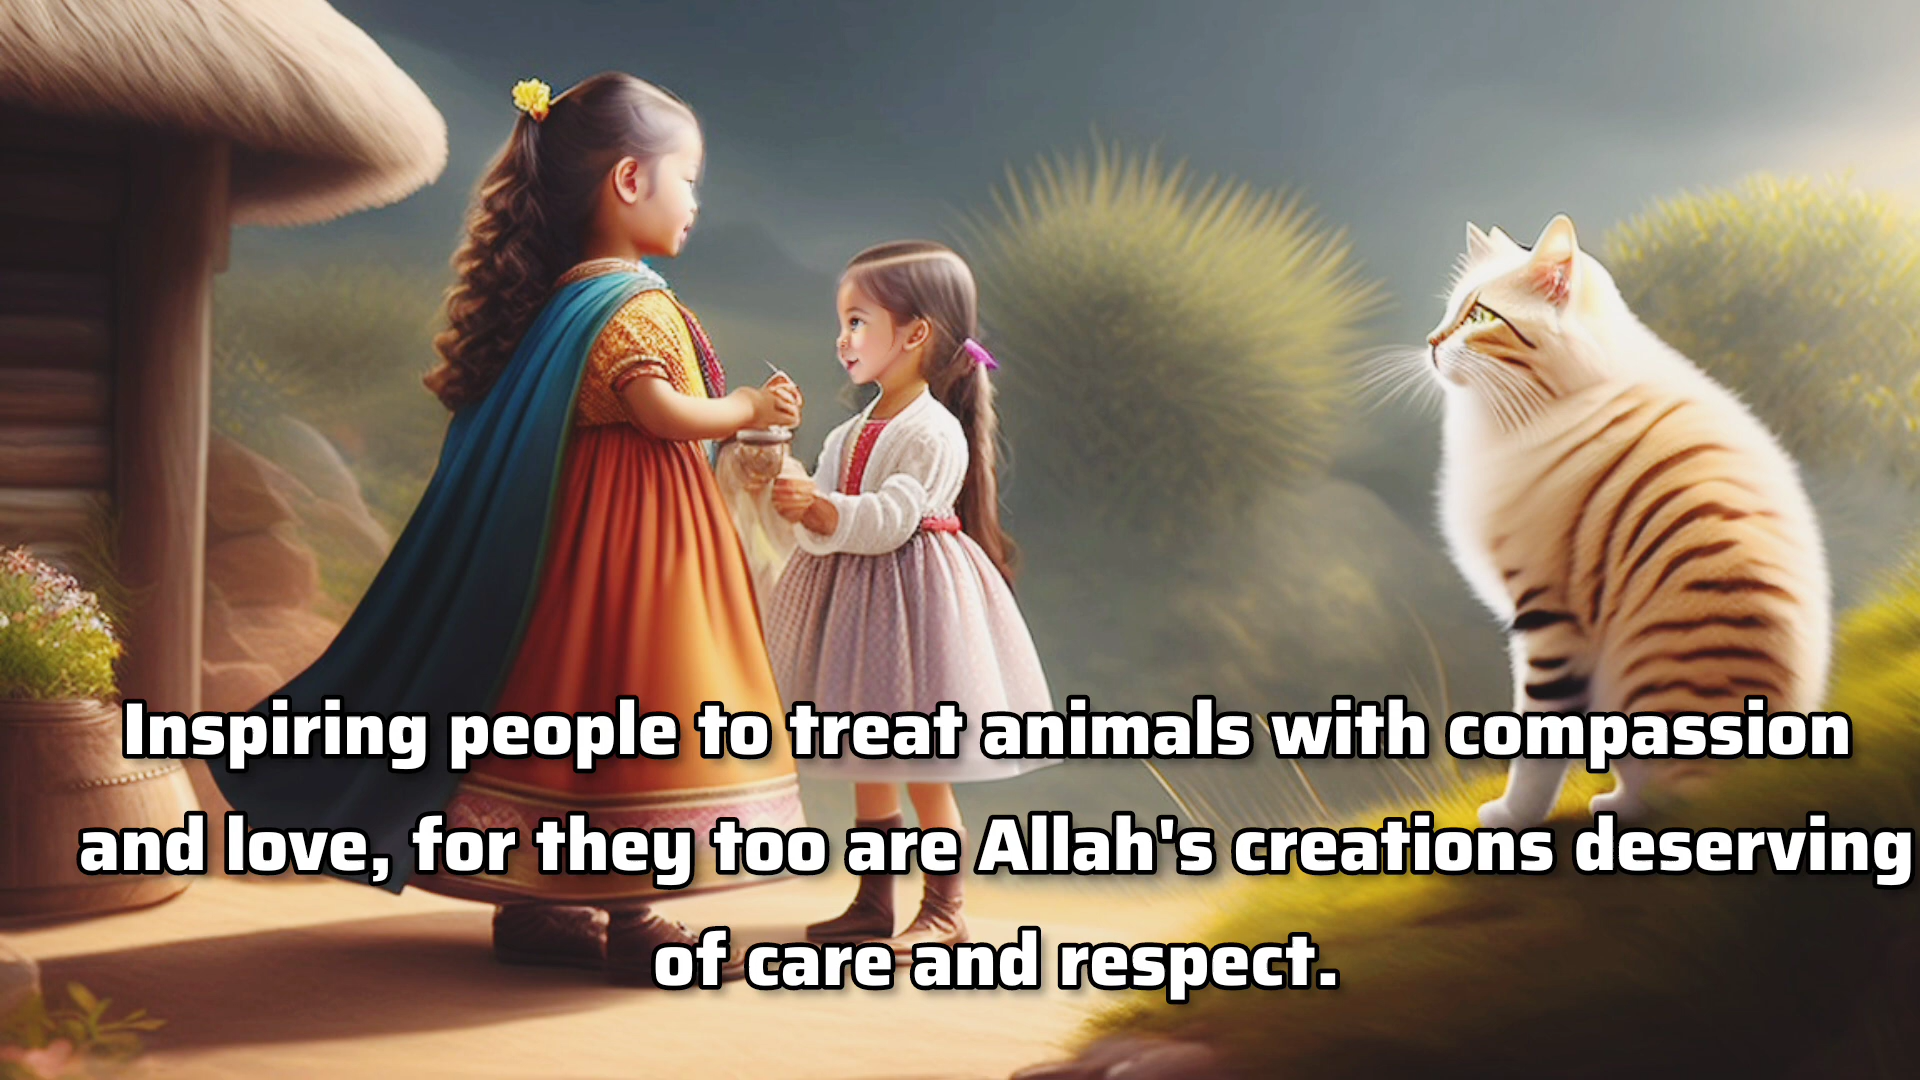 Inspiring people to treat animals with compassion
and love, for they too are Allah's creations deserving
of care and respect.